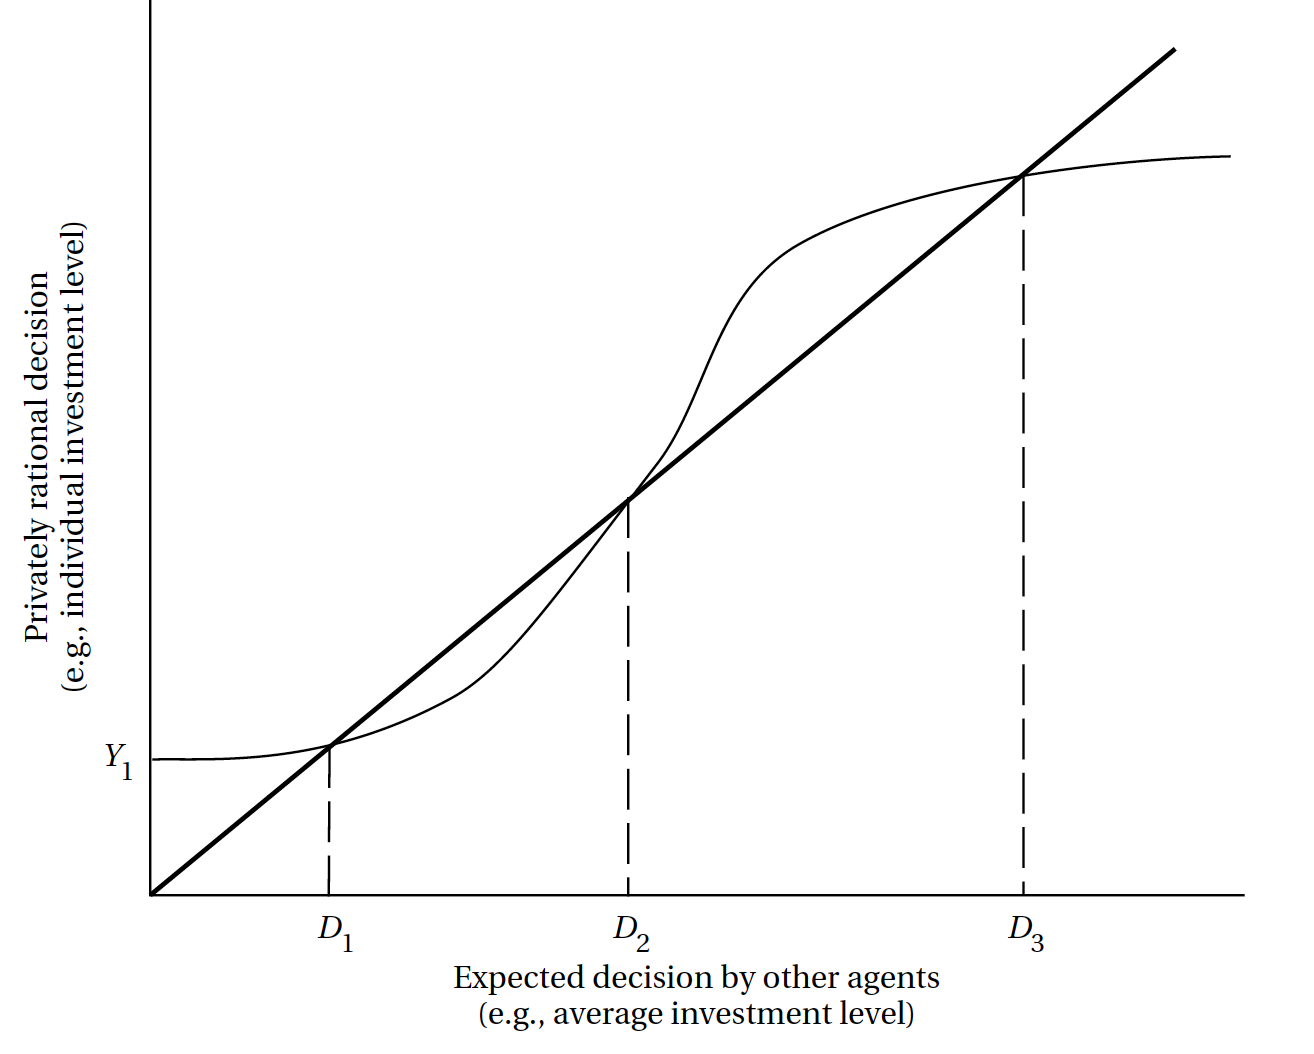 Privately rational decision
(e.g., individual investment level)
Y1
D1
D2
D3
Expected decision by other agents
(e.g., average investment level)